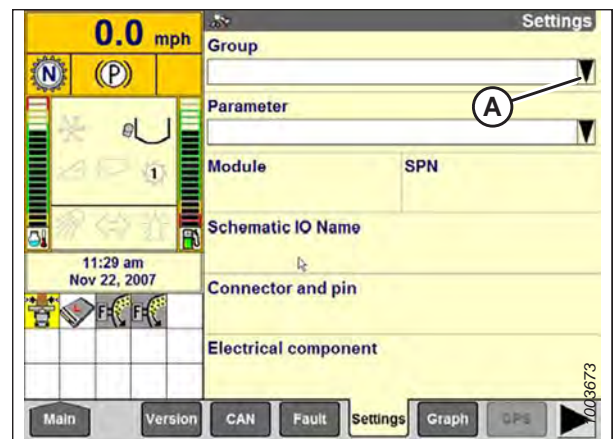 0.0 mph
N (P)
1
11:29 am
Nov 22, 2007
F F
Settings
Group
A
Parameter
Module SPN
Schematic IO Name
Connector and pin
Electrical component
Main Version CAN Fault Settings Graph GPS
1003673